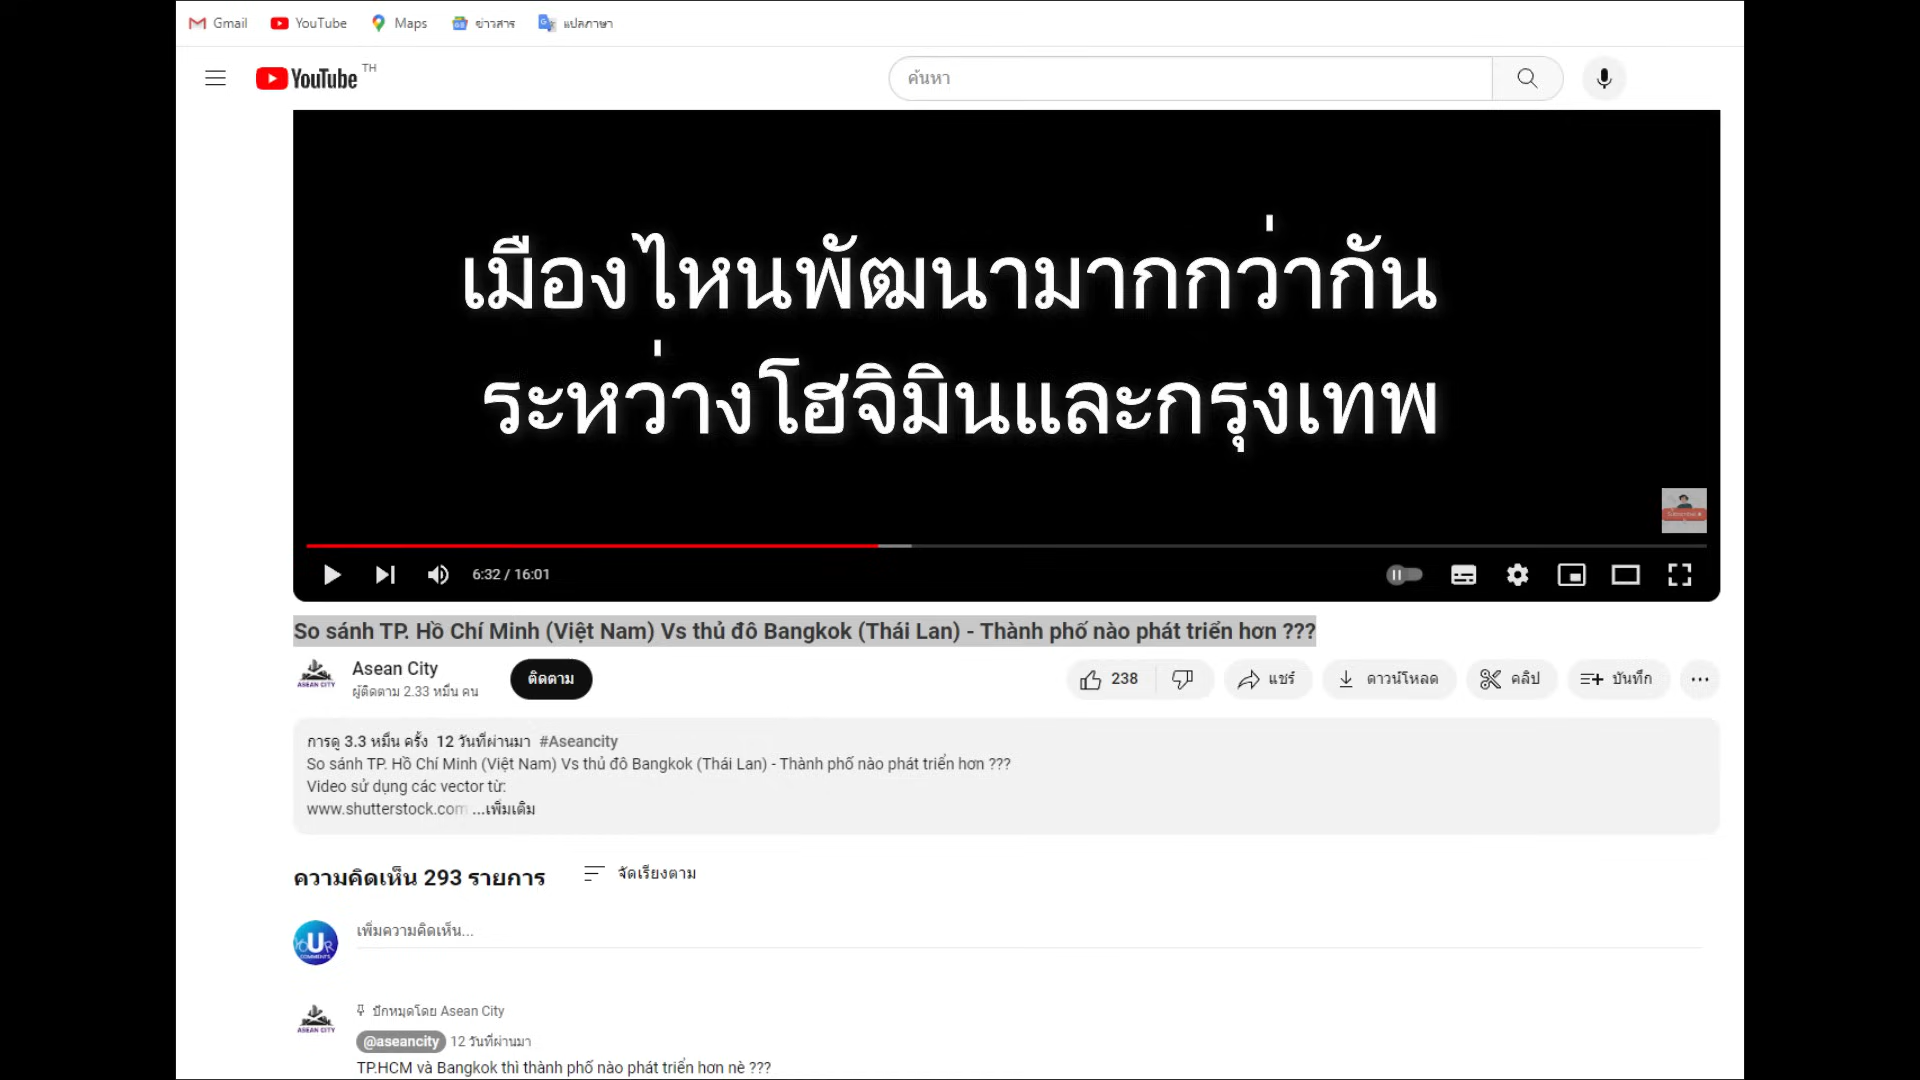 Gmail YouTube Maps ข่าวสาร แปลภาษา
YouTube TH
ค้นหา
เมืองไหนพัฒนามากกว่ากัน
ระหว่างโฮจิมินและกรุงเทพ
6:32 / 16:01
So sánh TP. Hồ Chí Minh (Việt Nam) Vs thủ đô Bangkok (Thái Lan) - Thành phố nào phát triển hơn ???
ASEAN CITY
Asean City
ผู้ติดตาม 2.33 หมื่น คน
ติดตาม
238 แชร์ ดาวน์โหลด คลิป บันทึก
การดู 3.3 หมื่น ครั้ง 12 วันที่ผ่านมา #Aseancity
So sánh TP. Hồ Chí Minh (Việt Nam) Vs thủ đô Bangkok (Thái Lan) - Thành phố nào phát triển hơn ???
Video sử dụng các vector từ:
www.shutterstock.com ...เพิ่มเติม
ความคิดเห็น 293 รายการ จัดเรียงตาม
YOUR
COMMENTS
เพิ่มความคิดเห็น...
ASEAN CITY
ปักหมุดโดย Asean City
@aseancity 12 วันที่ผ่านมา
TP.HCM và Bangkok thì thành phố nào phát triển hơn nè ???